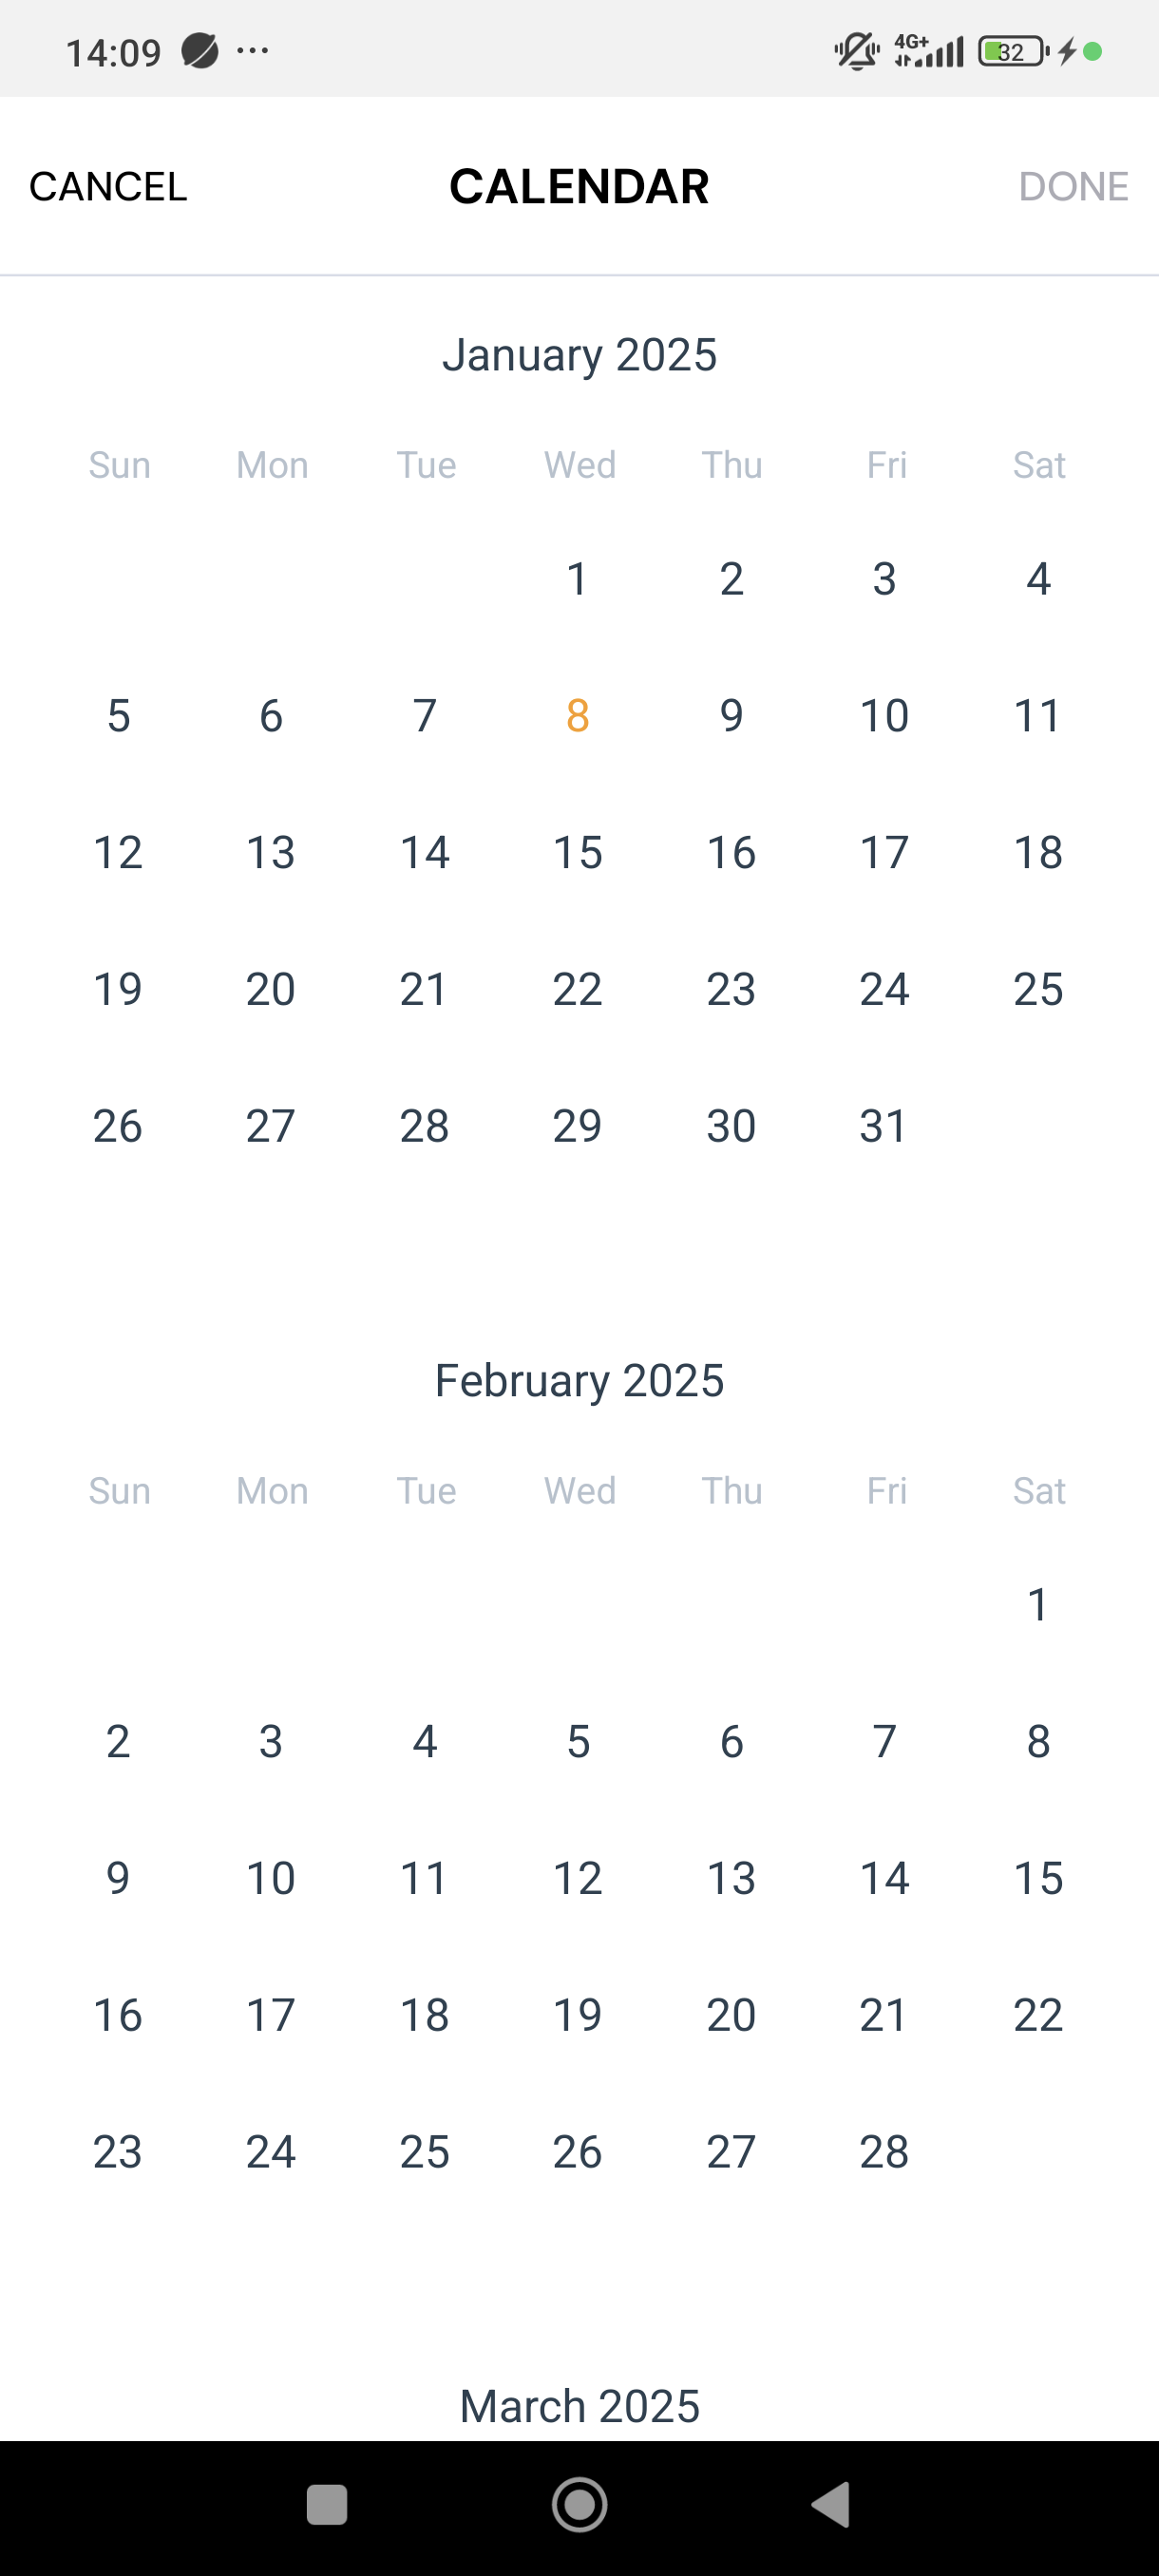 14:09 ... 4G+ 32
CANCEL CALENDAR DONE
January 2025
Sun Mon Tue Wed Thu Fri Sat
1 2 3 4
5 6 7 8 9 10 11
12 13 14 15 16 17 18
19 20 21 22 23 24 25
26 27 28 29 30 31
February 2025
Sun Mon Tue Wed Thu Fri Sat
1
2 3 4 5 6 7 8
9 10 11 12 13 14 15
16 17 18 19 20 21 22
23 24 25 26 27 28
March 2025